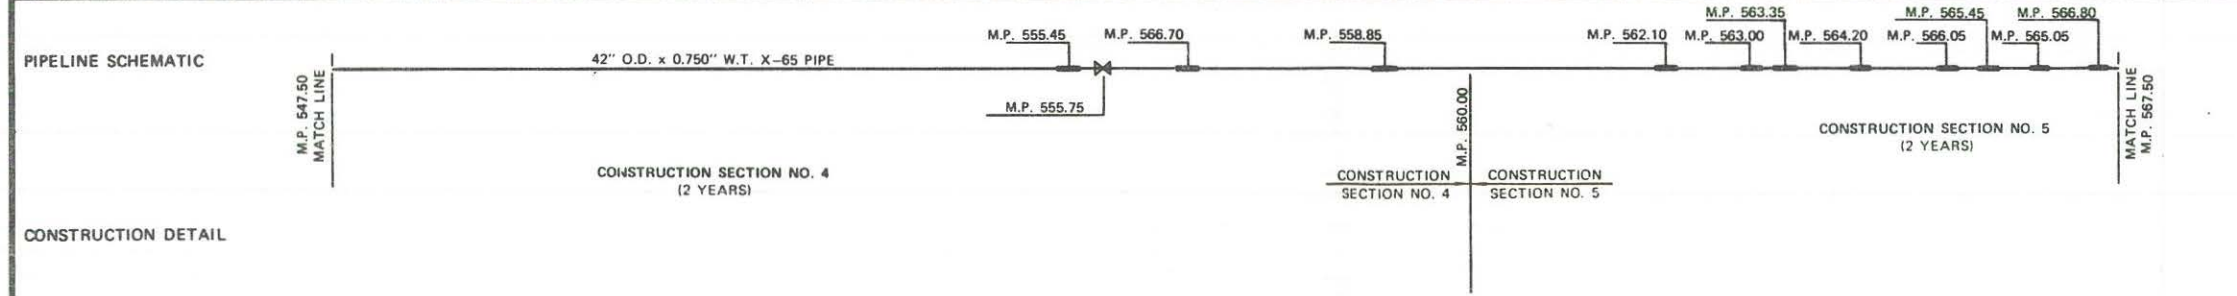 M.P. 563.35
M.P. 565.45
M.P. 566.80
M.P. 555.45
M.P. 566.70
M.P. 558.85
M.P. 562.10
M.P. 563.00
M.P. 564.20
M.P. 566.05
M.P. 565.05
PIPELINE SCHEMATIC
42" O.D. x 0.750" W.T. X-65 PIPE
M.P. 547.50
MATCH LINE
M.P. 555.75
M.P. 560.00
MATCH LINE
M.P. 567.50
CONSTRUCTION SECTION NO. 5
(2 YEARS)
CONSTRUCTION SECTION NO. 4
(2 YEARS)
CONSTRUCTION
SECTION NO. 4
CONSTRUCTION
SECTION NO. 5
CONSTRUCTION DETAIL